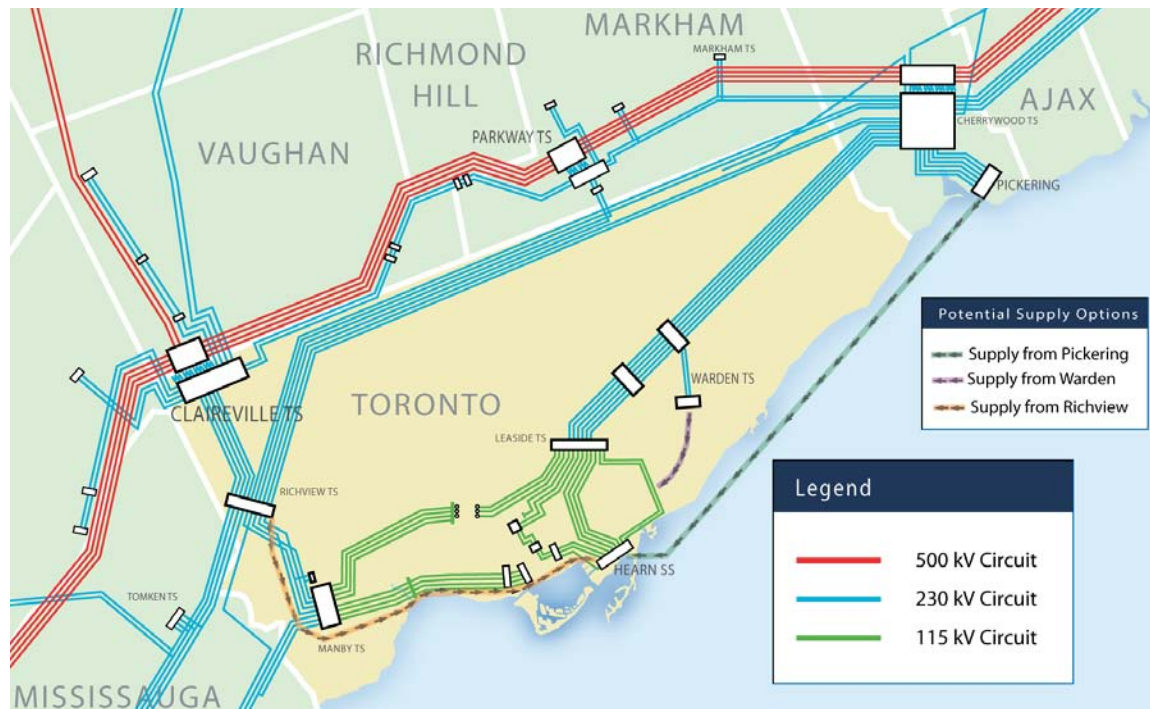 MARKHAM
RICHMOND
HILL
MARKHAM TS
AJAX
VAUGHAN
PARKWAY TS
CHERRYWOOD TS
PICKERING
Potential Supply Options
Supply from Pickering
Supply from Warden
Supply from Richview
WARDEN TS
CLAIREVILLE TS
TORONTO
LEASIDE TS
RICHVIEW TS
Legend
500 kV Circuit
230 kV Circuit
115 kV Circuit
HEARN SS
TOMKEN TS
MANBY TS
MISSISSAUGA